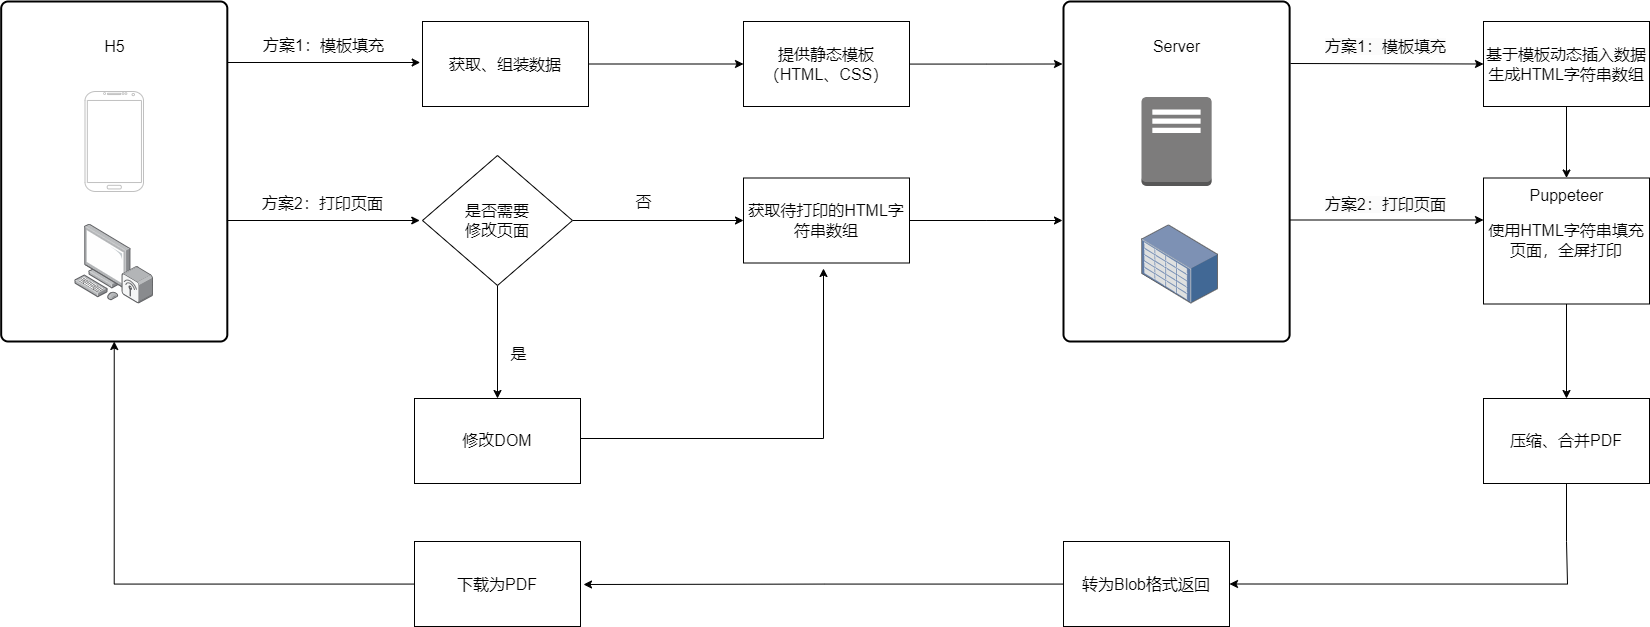 H5
方案1：模板填充
获取、组装数据
提供静态模板
（HTML、CSS）
Server
方案1：模板填充
基于模板动态插入数据
生成HTML字符串数组
方案2：打印页面
是否需要
修改页面
否
获取待打印的HTML字
符串数组
方案2：打印页面
Puppeteer
使用HTML字符串填充
页面，全屏打印
是
修改DOM
压缩、合并PDF
下载为PDF
转为Blob格式返回